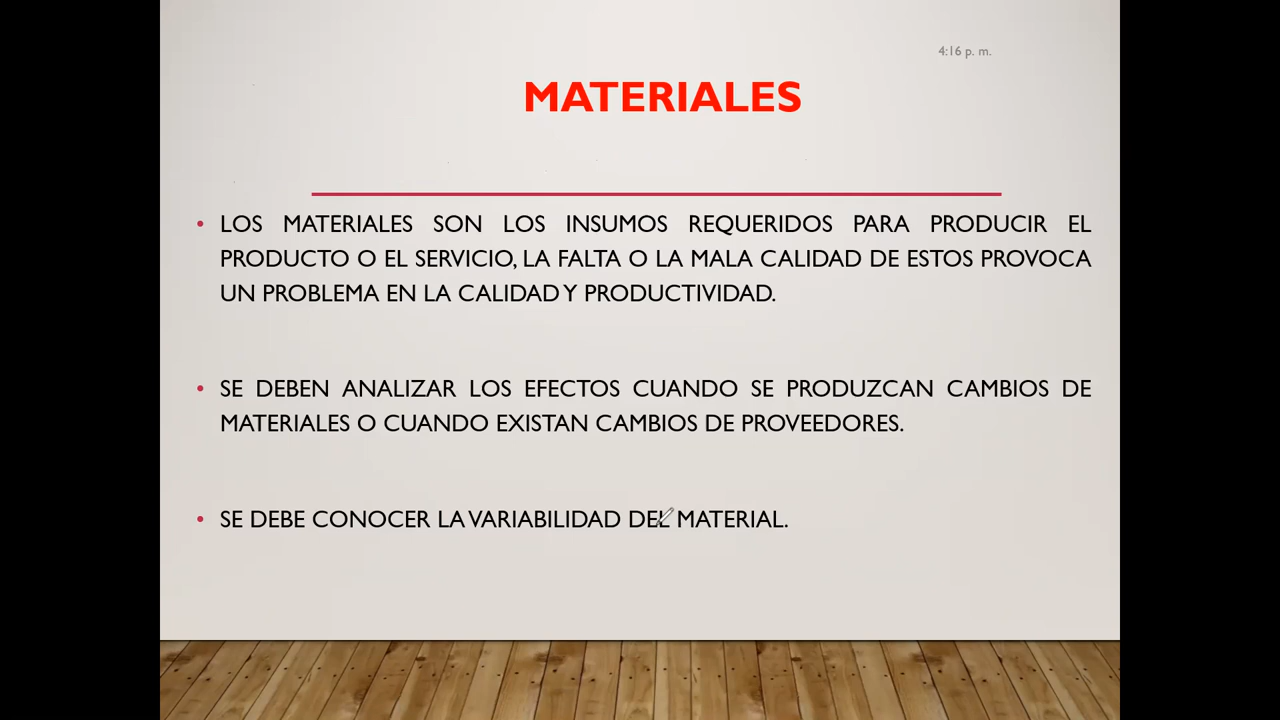 4:16 p. m.
MATERIALES
• LOS MATERIALES SON LOS INSUMOS REQUERIDOS PARA PRODUCIR EL
PRODUCTO O EL SERVICIO, LA FALTA O LA MALA CALIDAD DE ESTOS PROVOCA
UN PROBLEMA EN LA CALIDAD Y PRODUCTIVIDAD.
• SE DEBEN ANALIZAR LOS EFECTOS CUANDO SE PRODUZCAN CAMBIOS DE
MATERIALES O CUANDO EXISTAN CAMBIOS DE PROVEEDORES.
• SE DEBE CONOCER LA VARIABILIDAD DEL MATERIAL.